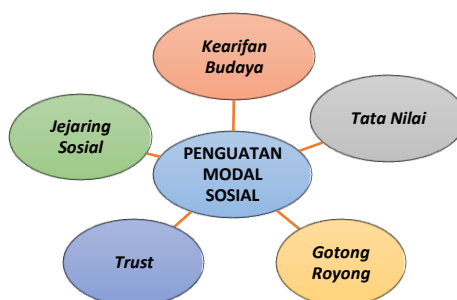 Kearifan
Budaya
Jejaring
Sosial
Tata Nilai
PENGUATAN
MODAL
SOSIAL
Trust
Gotong
Royong